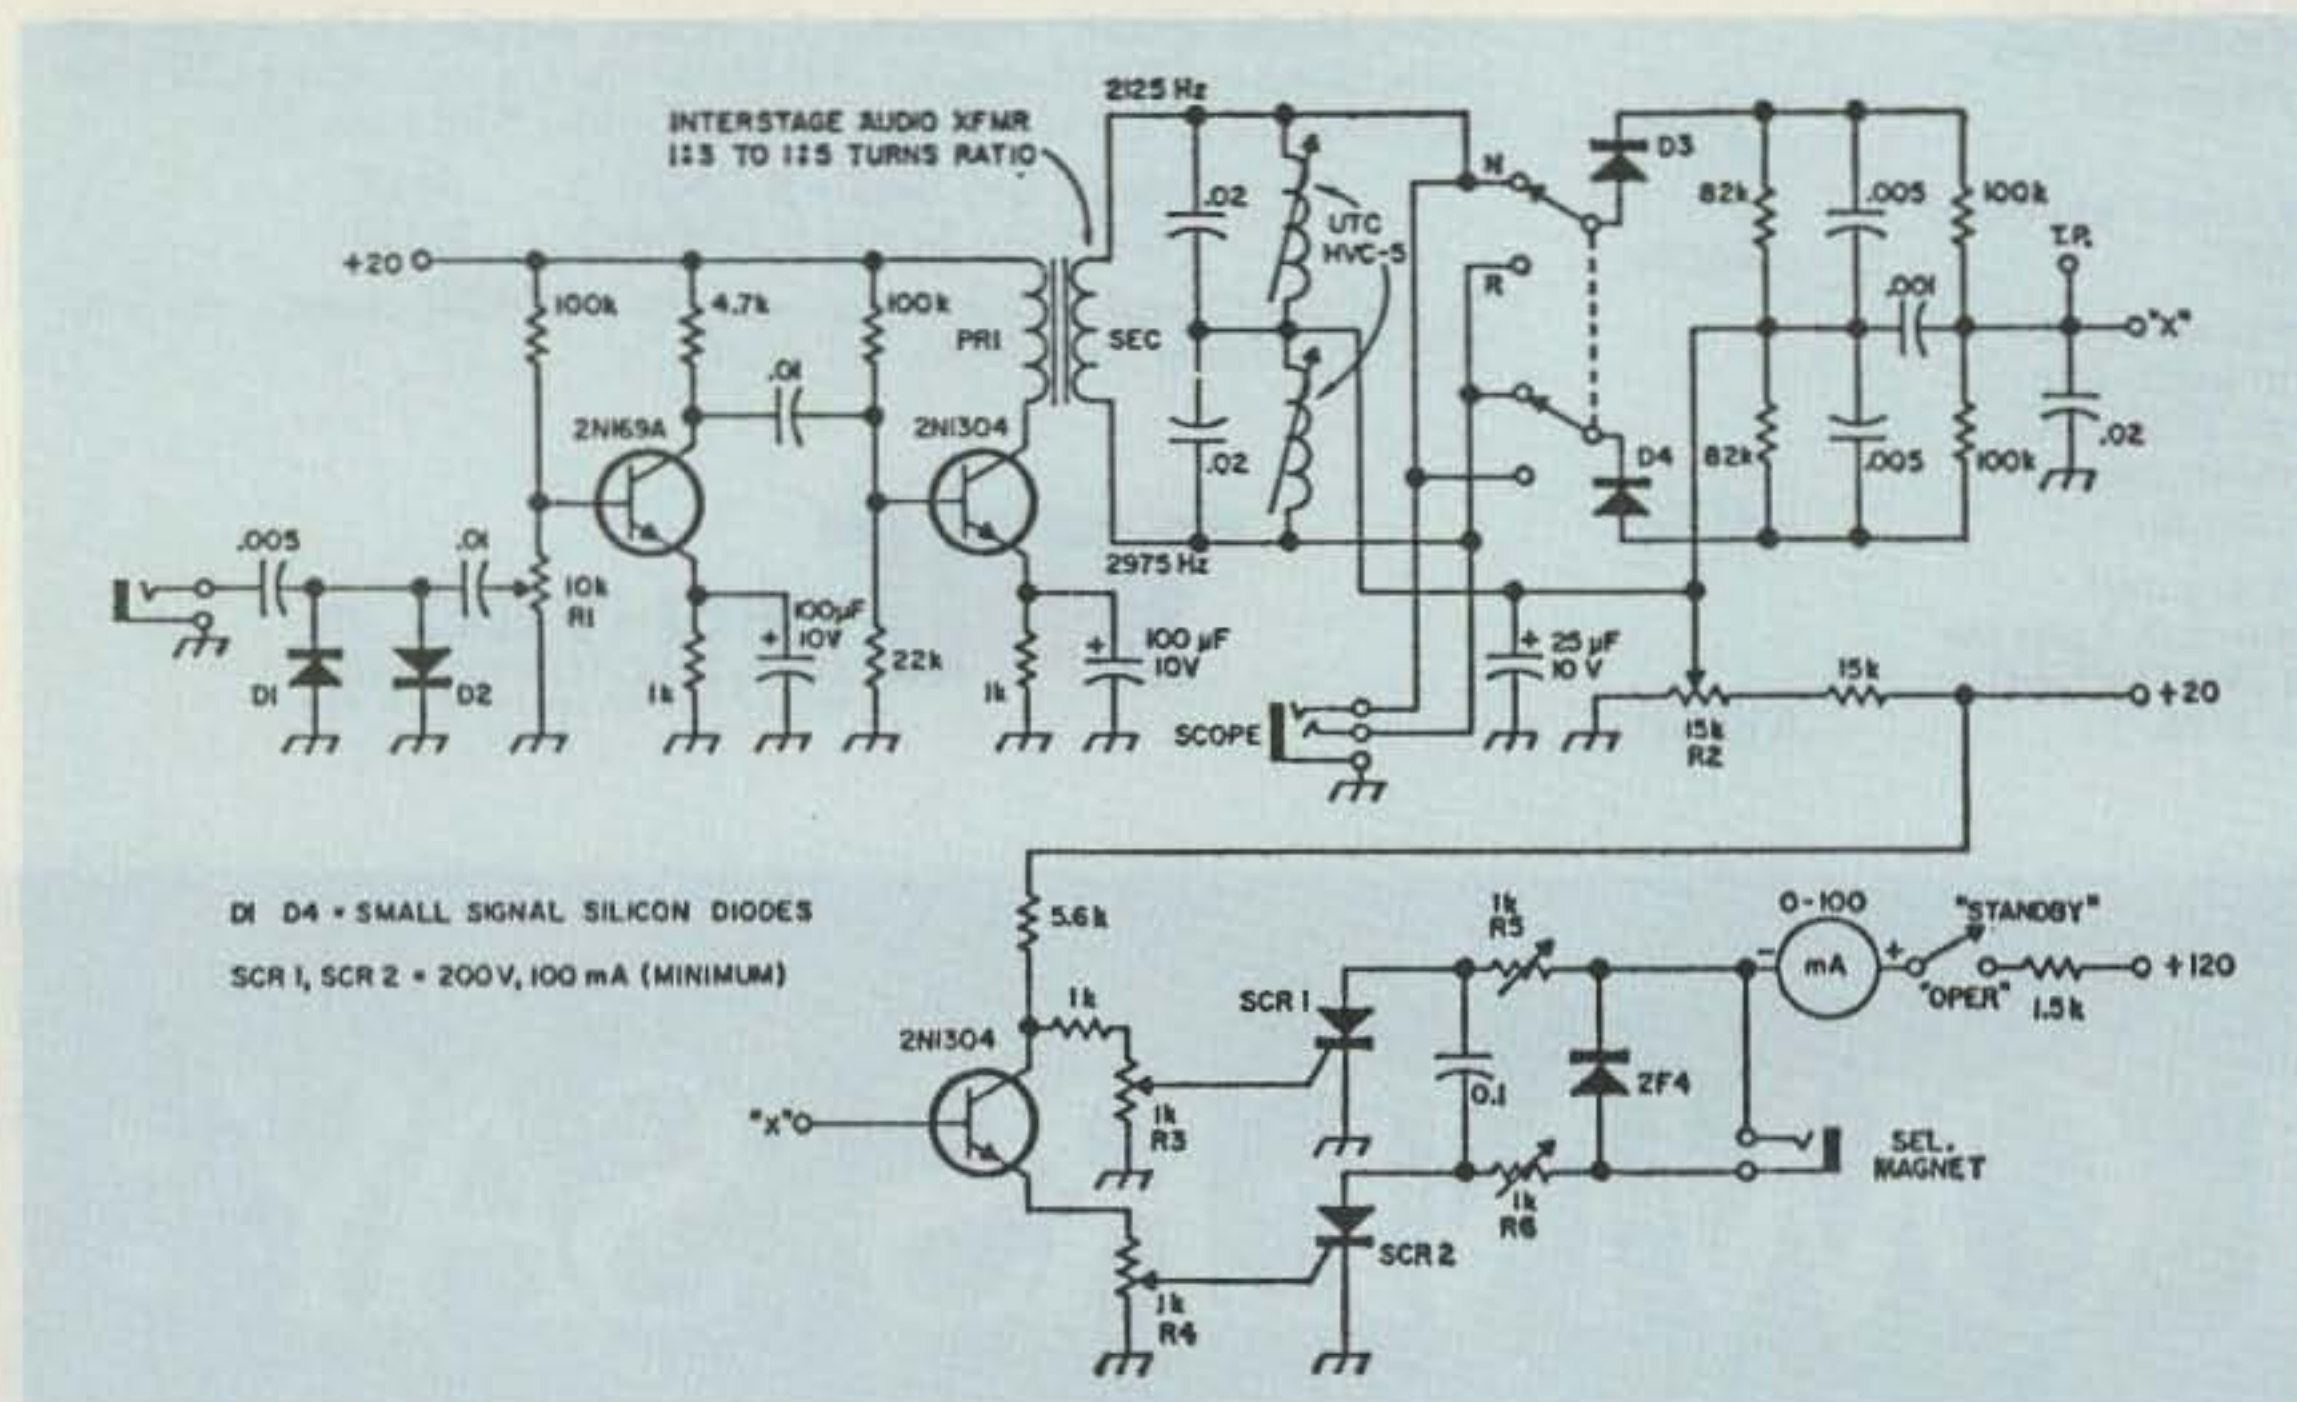 2125 Hz
INTERSTAGE AUDIO XFMR
1:3 TO 1:5 TURNS RATIO
N
D3
.02
82k
.005
100k
UTC
HVC-5
T.P.
+20
R
.001
100k
4.7k
100k
PRI
SEC
"X"
.01
2N169A
2N1304
.02
D4
82k
.005
100k
.02
.005
.01
2975 Hz
10k
R1
100µF
10V
100 µF
10V
25 µF
10 V
D1
D2
1k
22k
1k
15k
+20
SCOPE
15k
R2
D1 D4 = SMALL SIGNAL SILICON DIODES
SCR 1, SCR 2 = 200V, 100 mA (MINIMUM)
5.6k
1k
R5
0-100
"STANDBY"
- mA +
+120
"OPER"
1.5k
1k
SCR 1
2N1304
0.1
2F4
"X"
1k
R3
SEL.
MAGNET
1k
R6
SCR 2
1k
R4